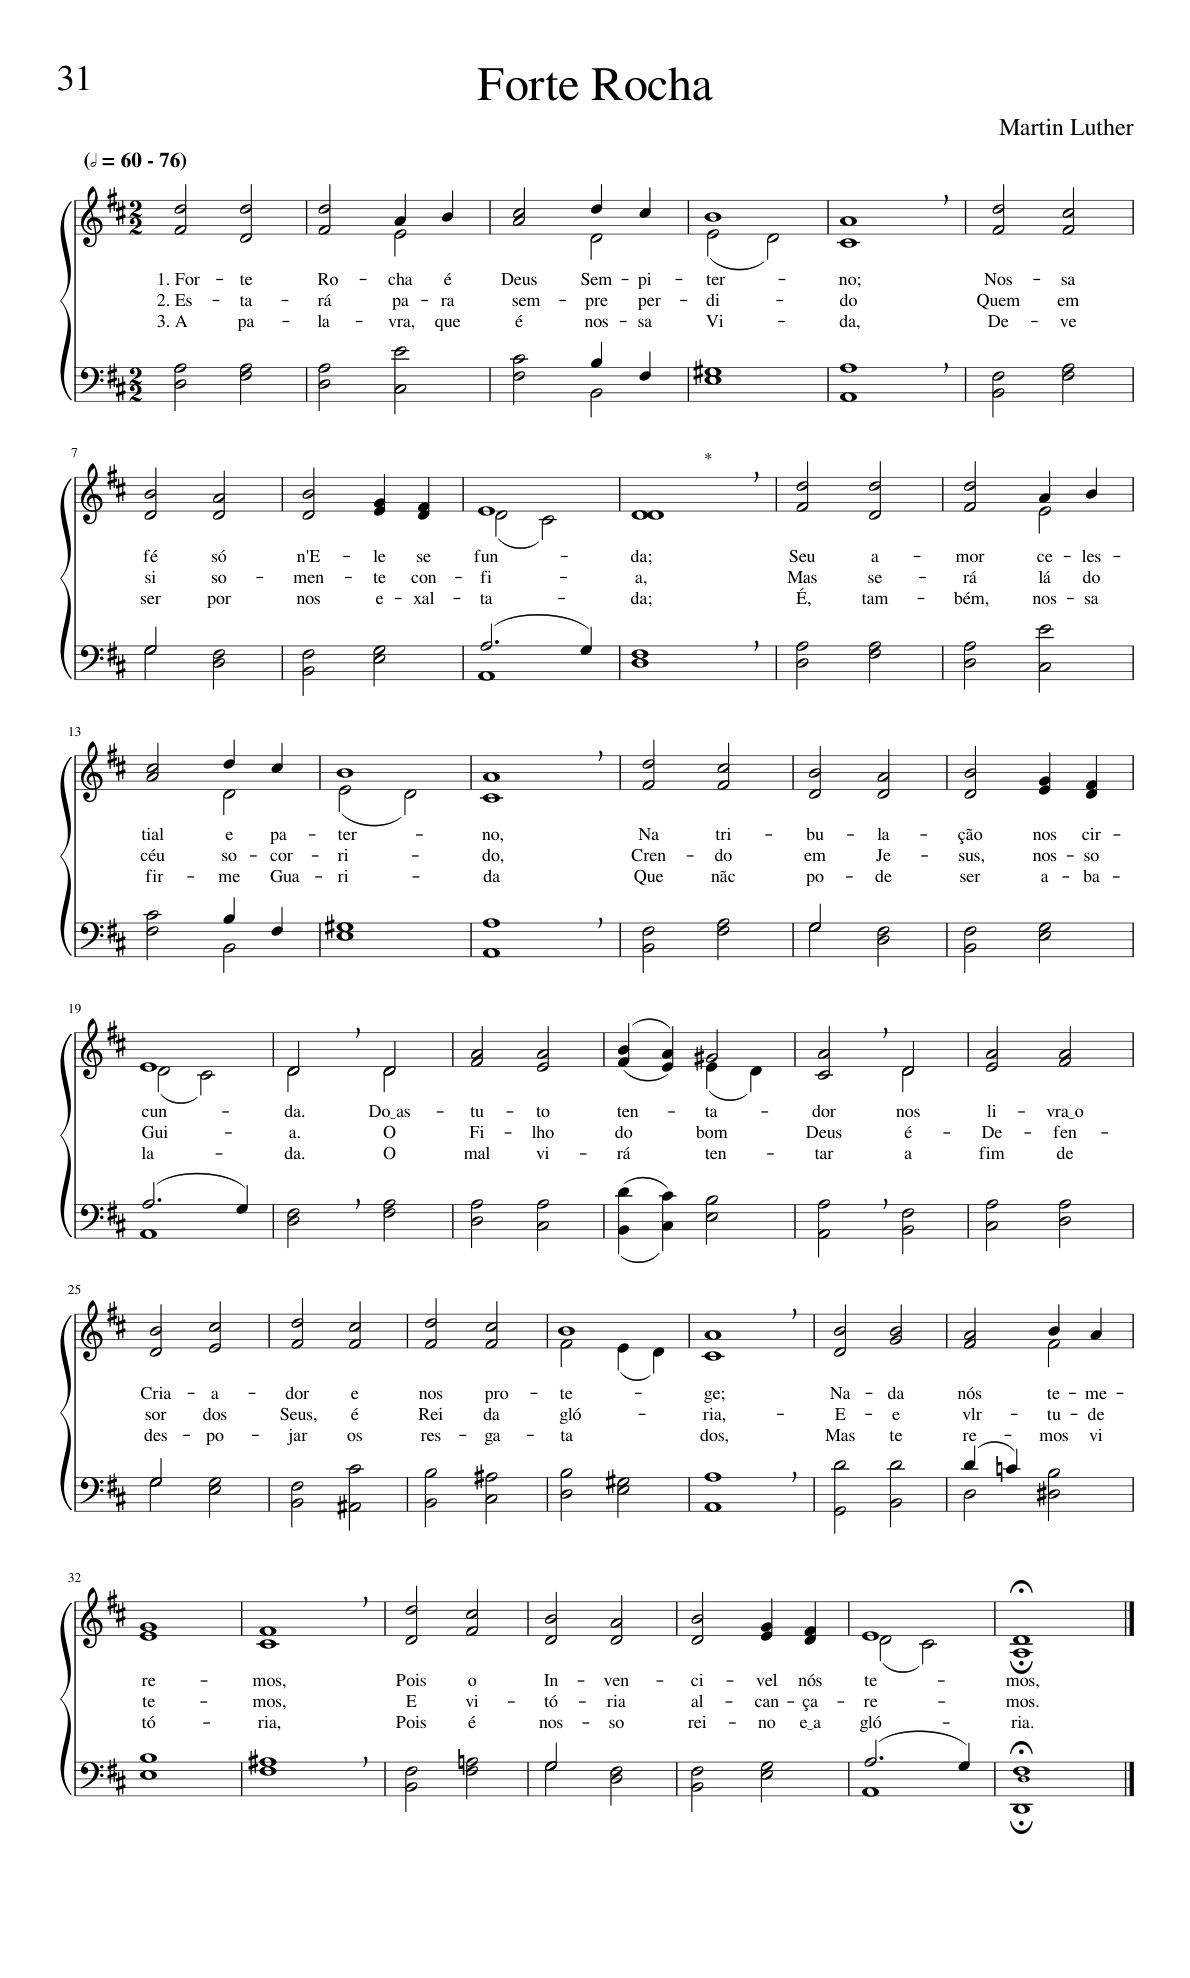 31
Forte Rocha
Martin Luther
(𝅗𝅥 = 60 - 76)
1. For - te Ro - cha é Deus Sem - pi - ter - no; Nos - sa
2. Es - ta - rá pa - ra sem - pre per - di - do Quem em
3. A pa - la - vra, que é nos - sa Vi - da, De - ve
7
*
fé só n'E - le se fun - da; Seu a - mor ce - les -
si so - men - te con - fi - a, Mas se - rá lá do
ser por nos e - xal - ta - da; É, tam - bém, nos - sa
13
tial e pa - ter - no, Na tri - bu - la - ção nos cir -
céu so - cor - ri - do, Cren - do em Je - sus, nos - so
fir - me Gua - ri - da Que nãc po - de ser a - ba -
19
cun - da. Do‿as - tu - to ten - ta - dor nos li - vra‿o
Gui - a. O Fi - lho do bom Deus é - De - fen -
la - da. O mal vi - rá ten - tar a fim de
25
Cria - a - dor e nos pro - te - ge; Na - da nós te - me -
sor dos Seus, é Rei da gló - ria, - E - e vlr - tu - de
des - po - jar os res - ga - ta dos, Mas te re - mos vi
32
re - mos, Pois o In - ven - ci - vel nós te - mos,
te - mos, E vi - tó - ria al - can - ça - re - mos.
tó - ria, Pois é nos - so rei - no e‿a gló - ria.